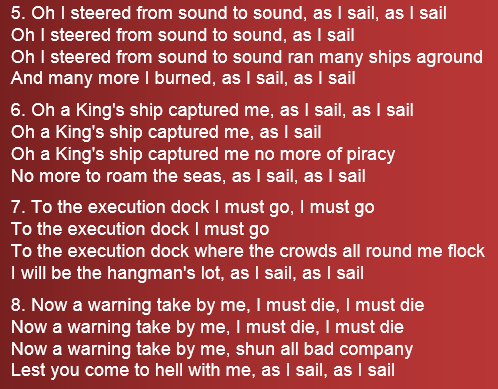 5. Oh I steered from sound to sound, as I sail, as I sail
Oh I steered from sound to sound, as I sail
Oh I steered from sound to sound ran many ships aground
And many more I burned, as I sail, as I sail
6. Oh a King's ship captured me, as I sail, as I sail
Oh a King's ship captured me, as I sail
Oh a King's ship captured me no more of piracy
No more to roam the seas, as I sail, as I sail
7. To the execution dock I must go, I must go
To the execution dock I must go
To the execution dock where the crowds all round me flock
I will be the hangman's lot, as I sail, as I sail
8. Now a warning take by me, I must die, I must die
Now a warning take by me, I must die, I must die
Now a warning take by me, shun all bad company
Lest you come to hell with me, as I sail, as I sail